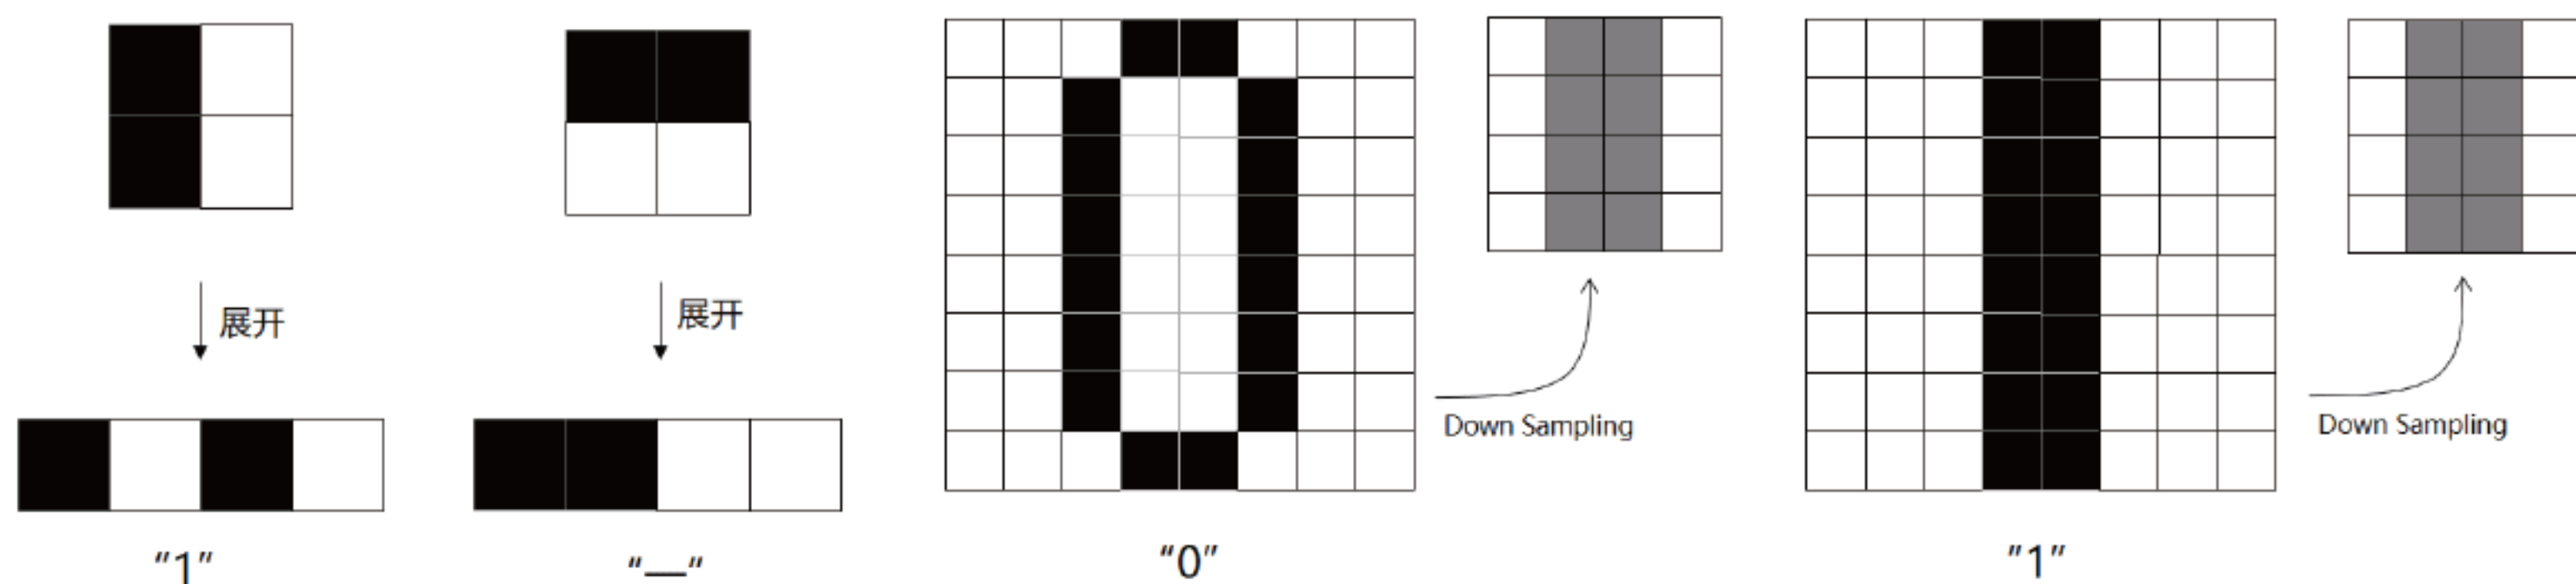 展开
展开
Down Sampling
Down Sampling
“1”
“—“
“0”
”1”